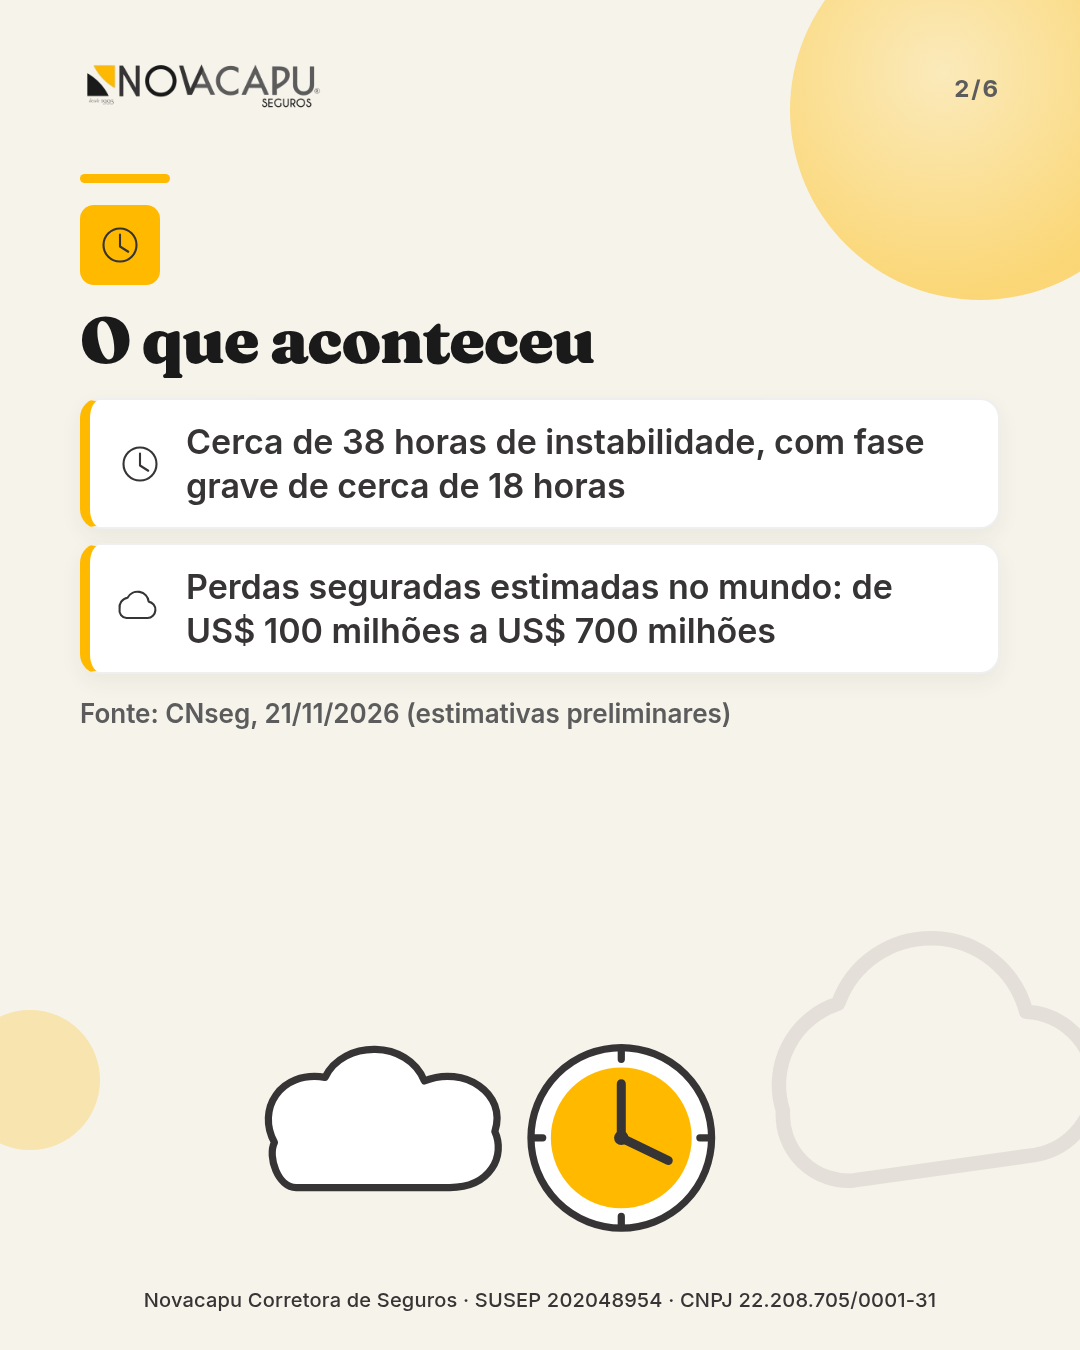 NOVACAPU
SEGUROS
2/6
O que aconteceu
Cerca de 38 horas de instabilidade, com fase
grave de cerca de 18 horas
Perdas seguradas estimadas no mundo: de
US$ 100 milhões a US$ 700 milhões
Fonte: CNseg, 21/11/2026 (estimativas preliminares)
Novacapu Corretora de Seguros · SUSEP 202048954 · CNPJ 22.208.705/0001-31